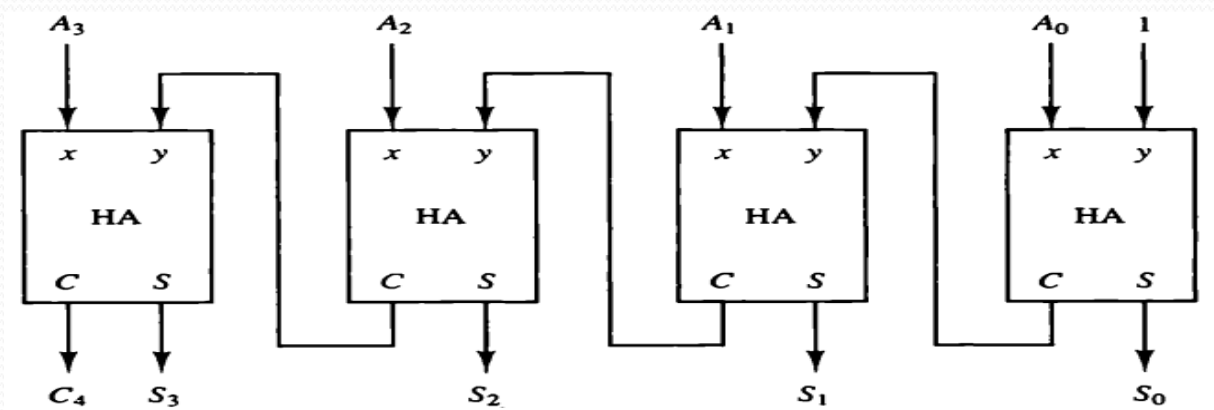 A₃ A₂ A₁ A₀ 1
x y x y x y x y
HA HA HA HA
C S C S C S C S
C₄ S₃ S₂ S₁ S₀